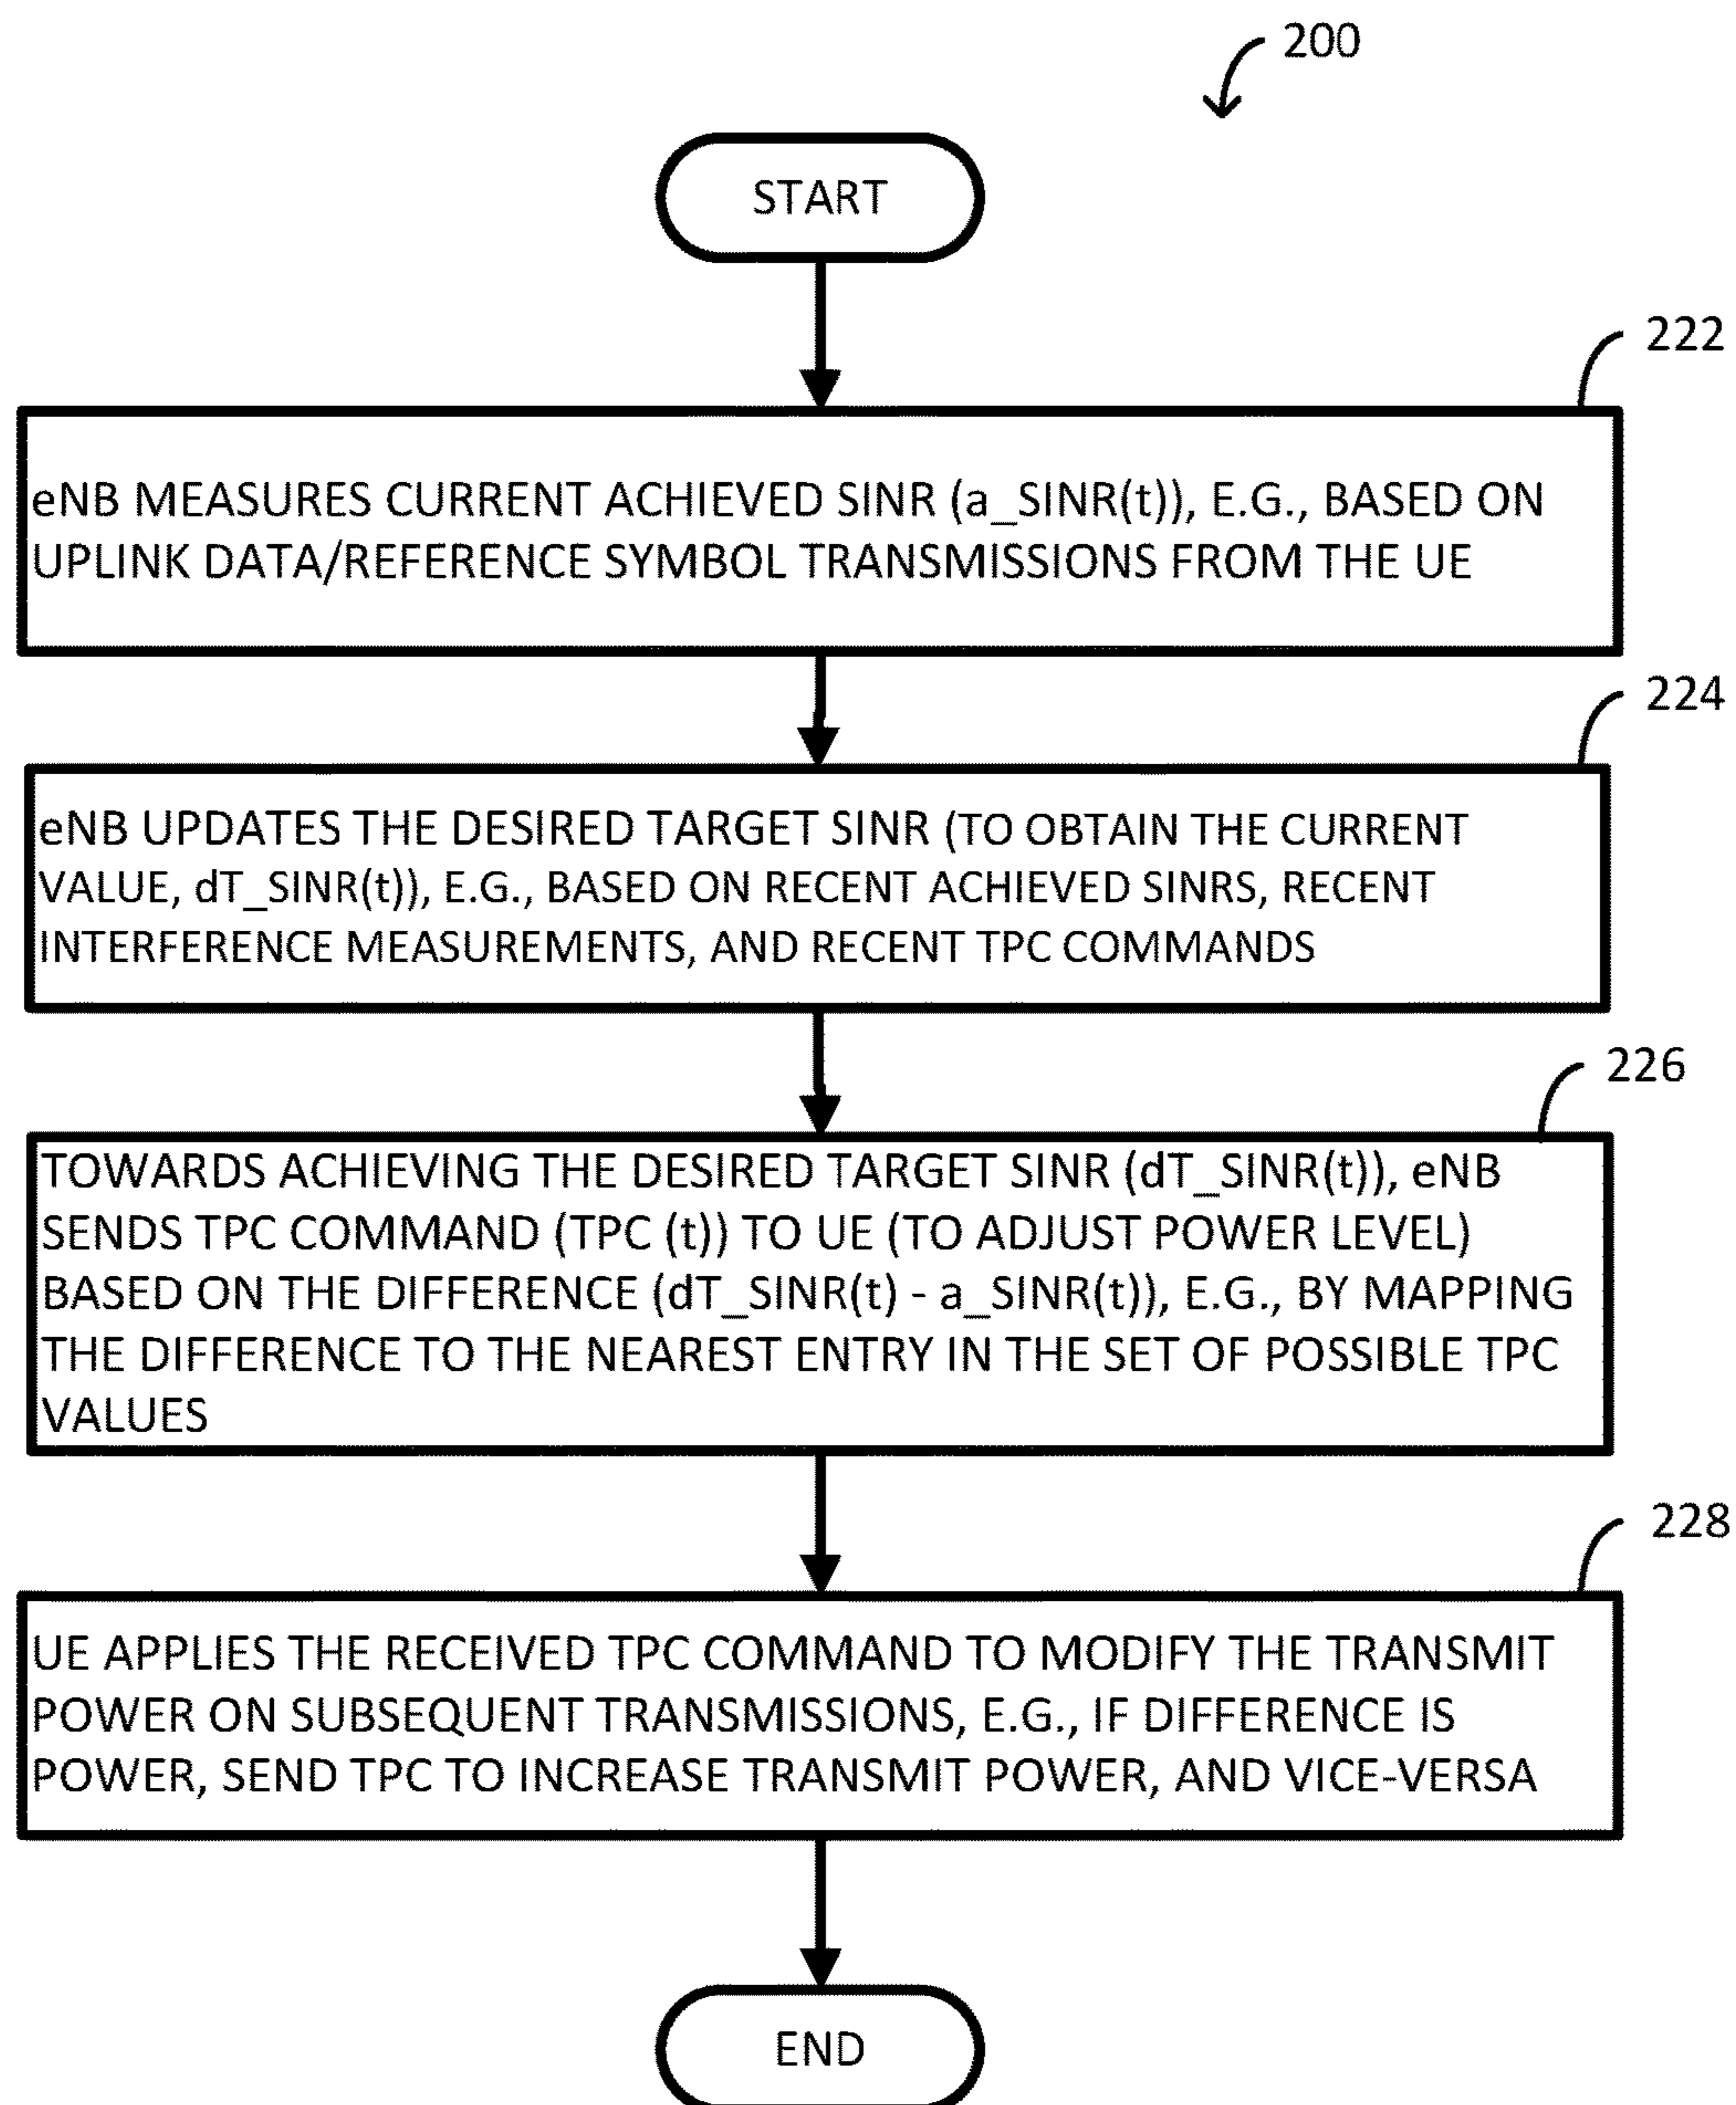 200
START
222
eNB MEASURES CURRENT ACHIEVED SINR (a_SINR(t)), E.G., BASED ON
UPLINK DATA/REFERENCE SYMBOL TRANSMISSIONS FROM THE UE
224
eNB UPDATES THE DESIRED TARGET SINR (TO OBTAIN THE CURRENT
VALUE, dT_SINR(t)), E.G., BASED ON RECENT ACHIEVED SINRS, RECENT
INTERFERENCE MEASUREMENTS, AND RECENT TPC COMMANDS
226
TOWARDS ACHIEVING THE DESIRED TARGET SINR (dT_SINR(t)), eNB
SENDS TPC COMMAND (TPC (t)) TO UE (TO ADJUST POWER LEVEL)
BASED ON THE DIFFERENCE (dT_SINR(t) - a_SINR(t)), E.G., BY MAPPING
THE DIFFERENCE TO THE NEAREST ENTRY IN THE SET OF POSSIBLE TPC
VALUES
228
UE APPLIES THE RECEIVED TPC COMMAND TO MODIFY THE TRANSMIT
POWER ON SUBSEQUENT TRANSMISSIONS, E.G., IF DIFFERENCE IS
POWER, SEND TPC TO INCREASE TRANSMIT POWER, AND VICE-VERSA
END